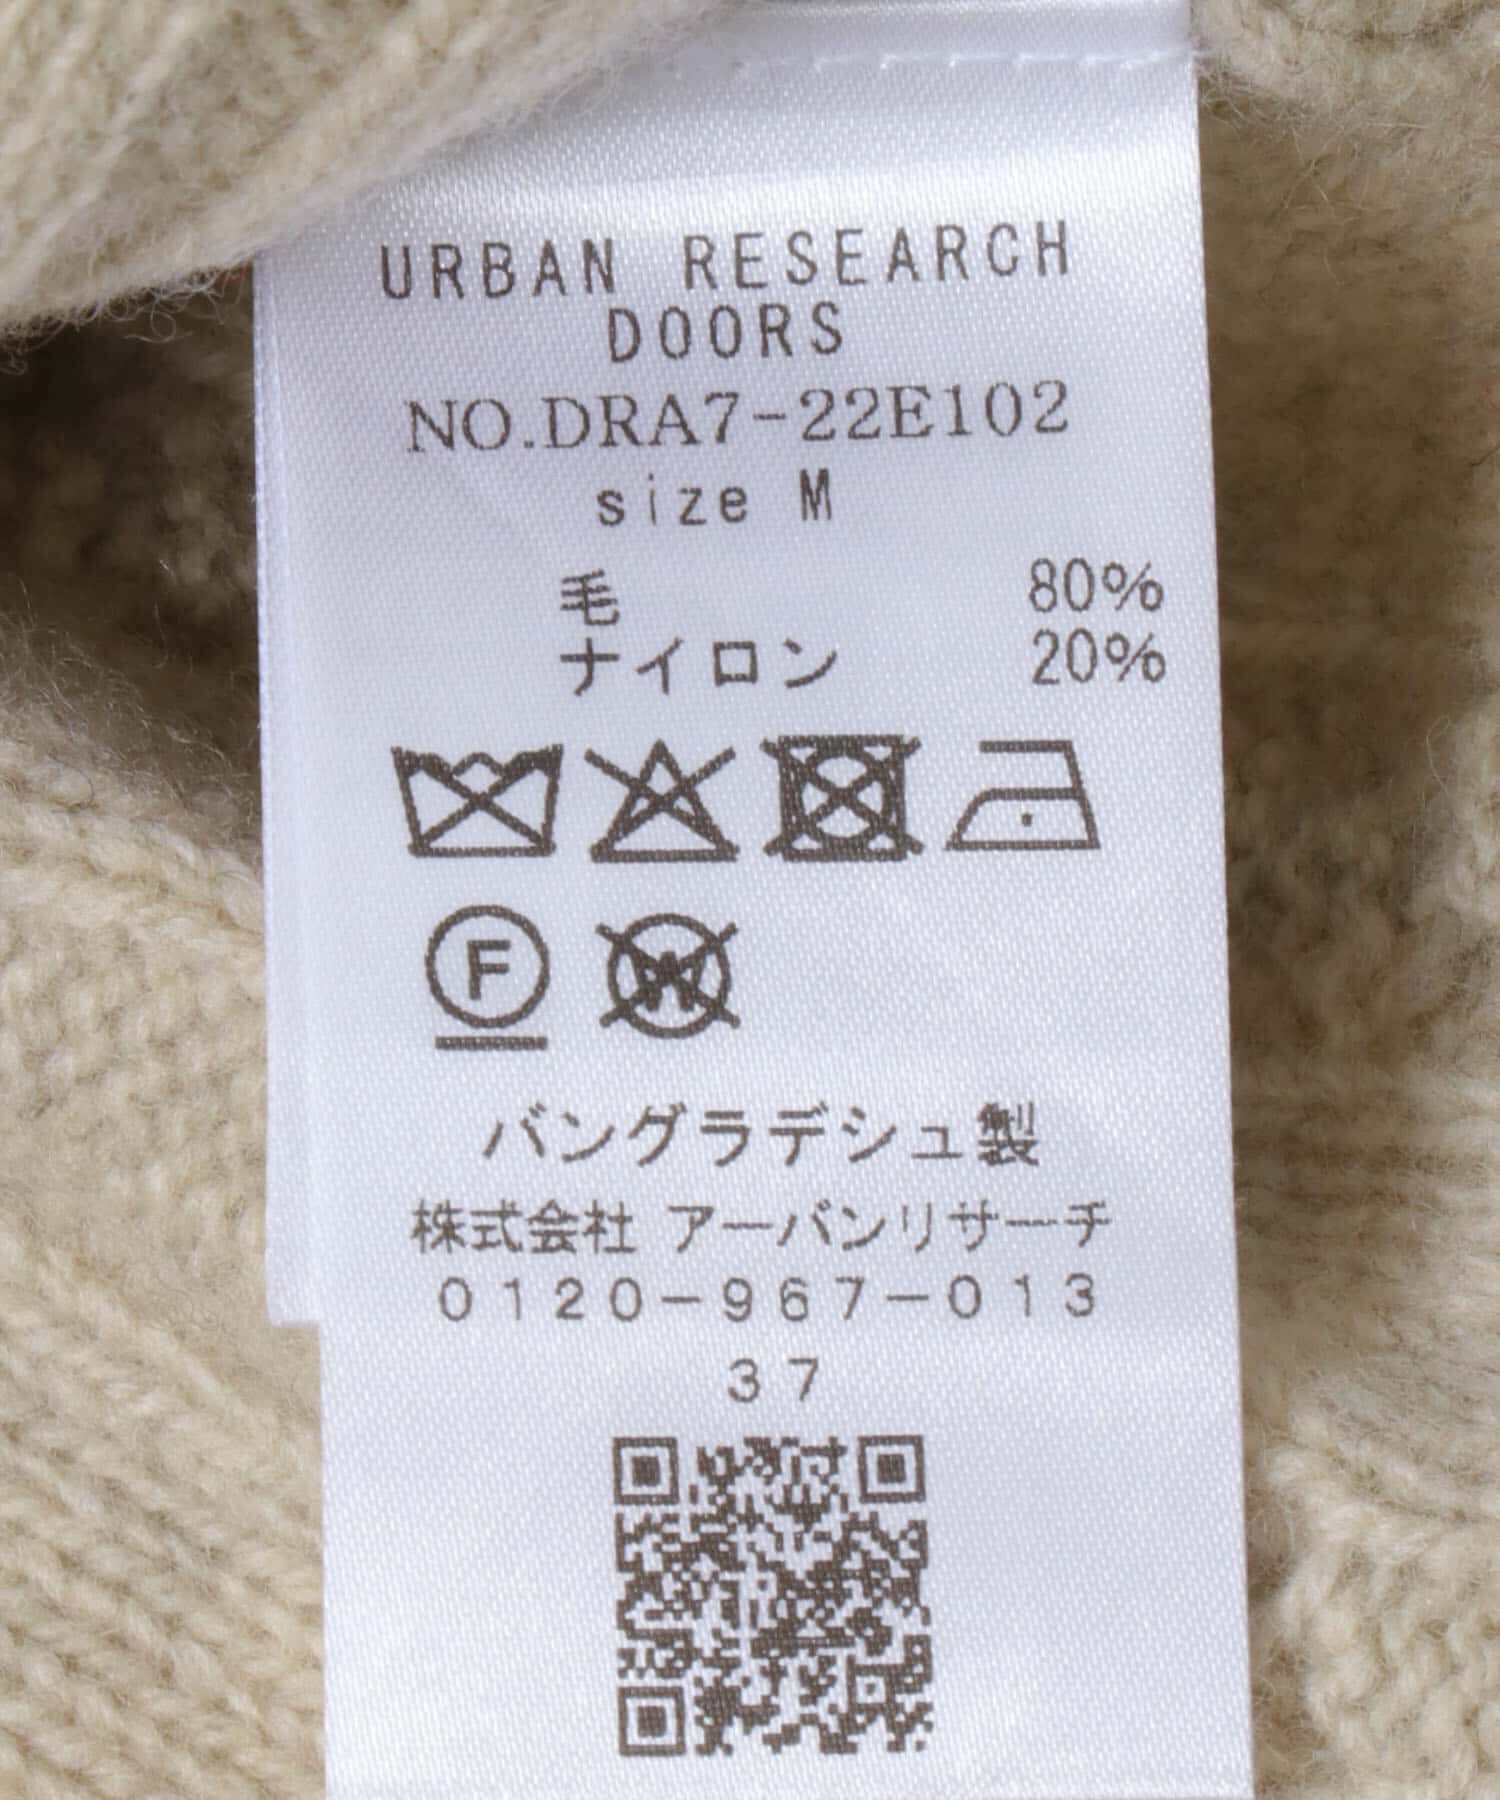 URBAN RESEARCH
DOORS
NO.DRA7-22E102
size M
毛 80%
ナイロン 20%
F
W
バングラデシュ製
株式会社 アーバンリサーチ
0120-967-013
37